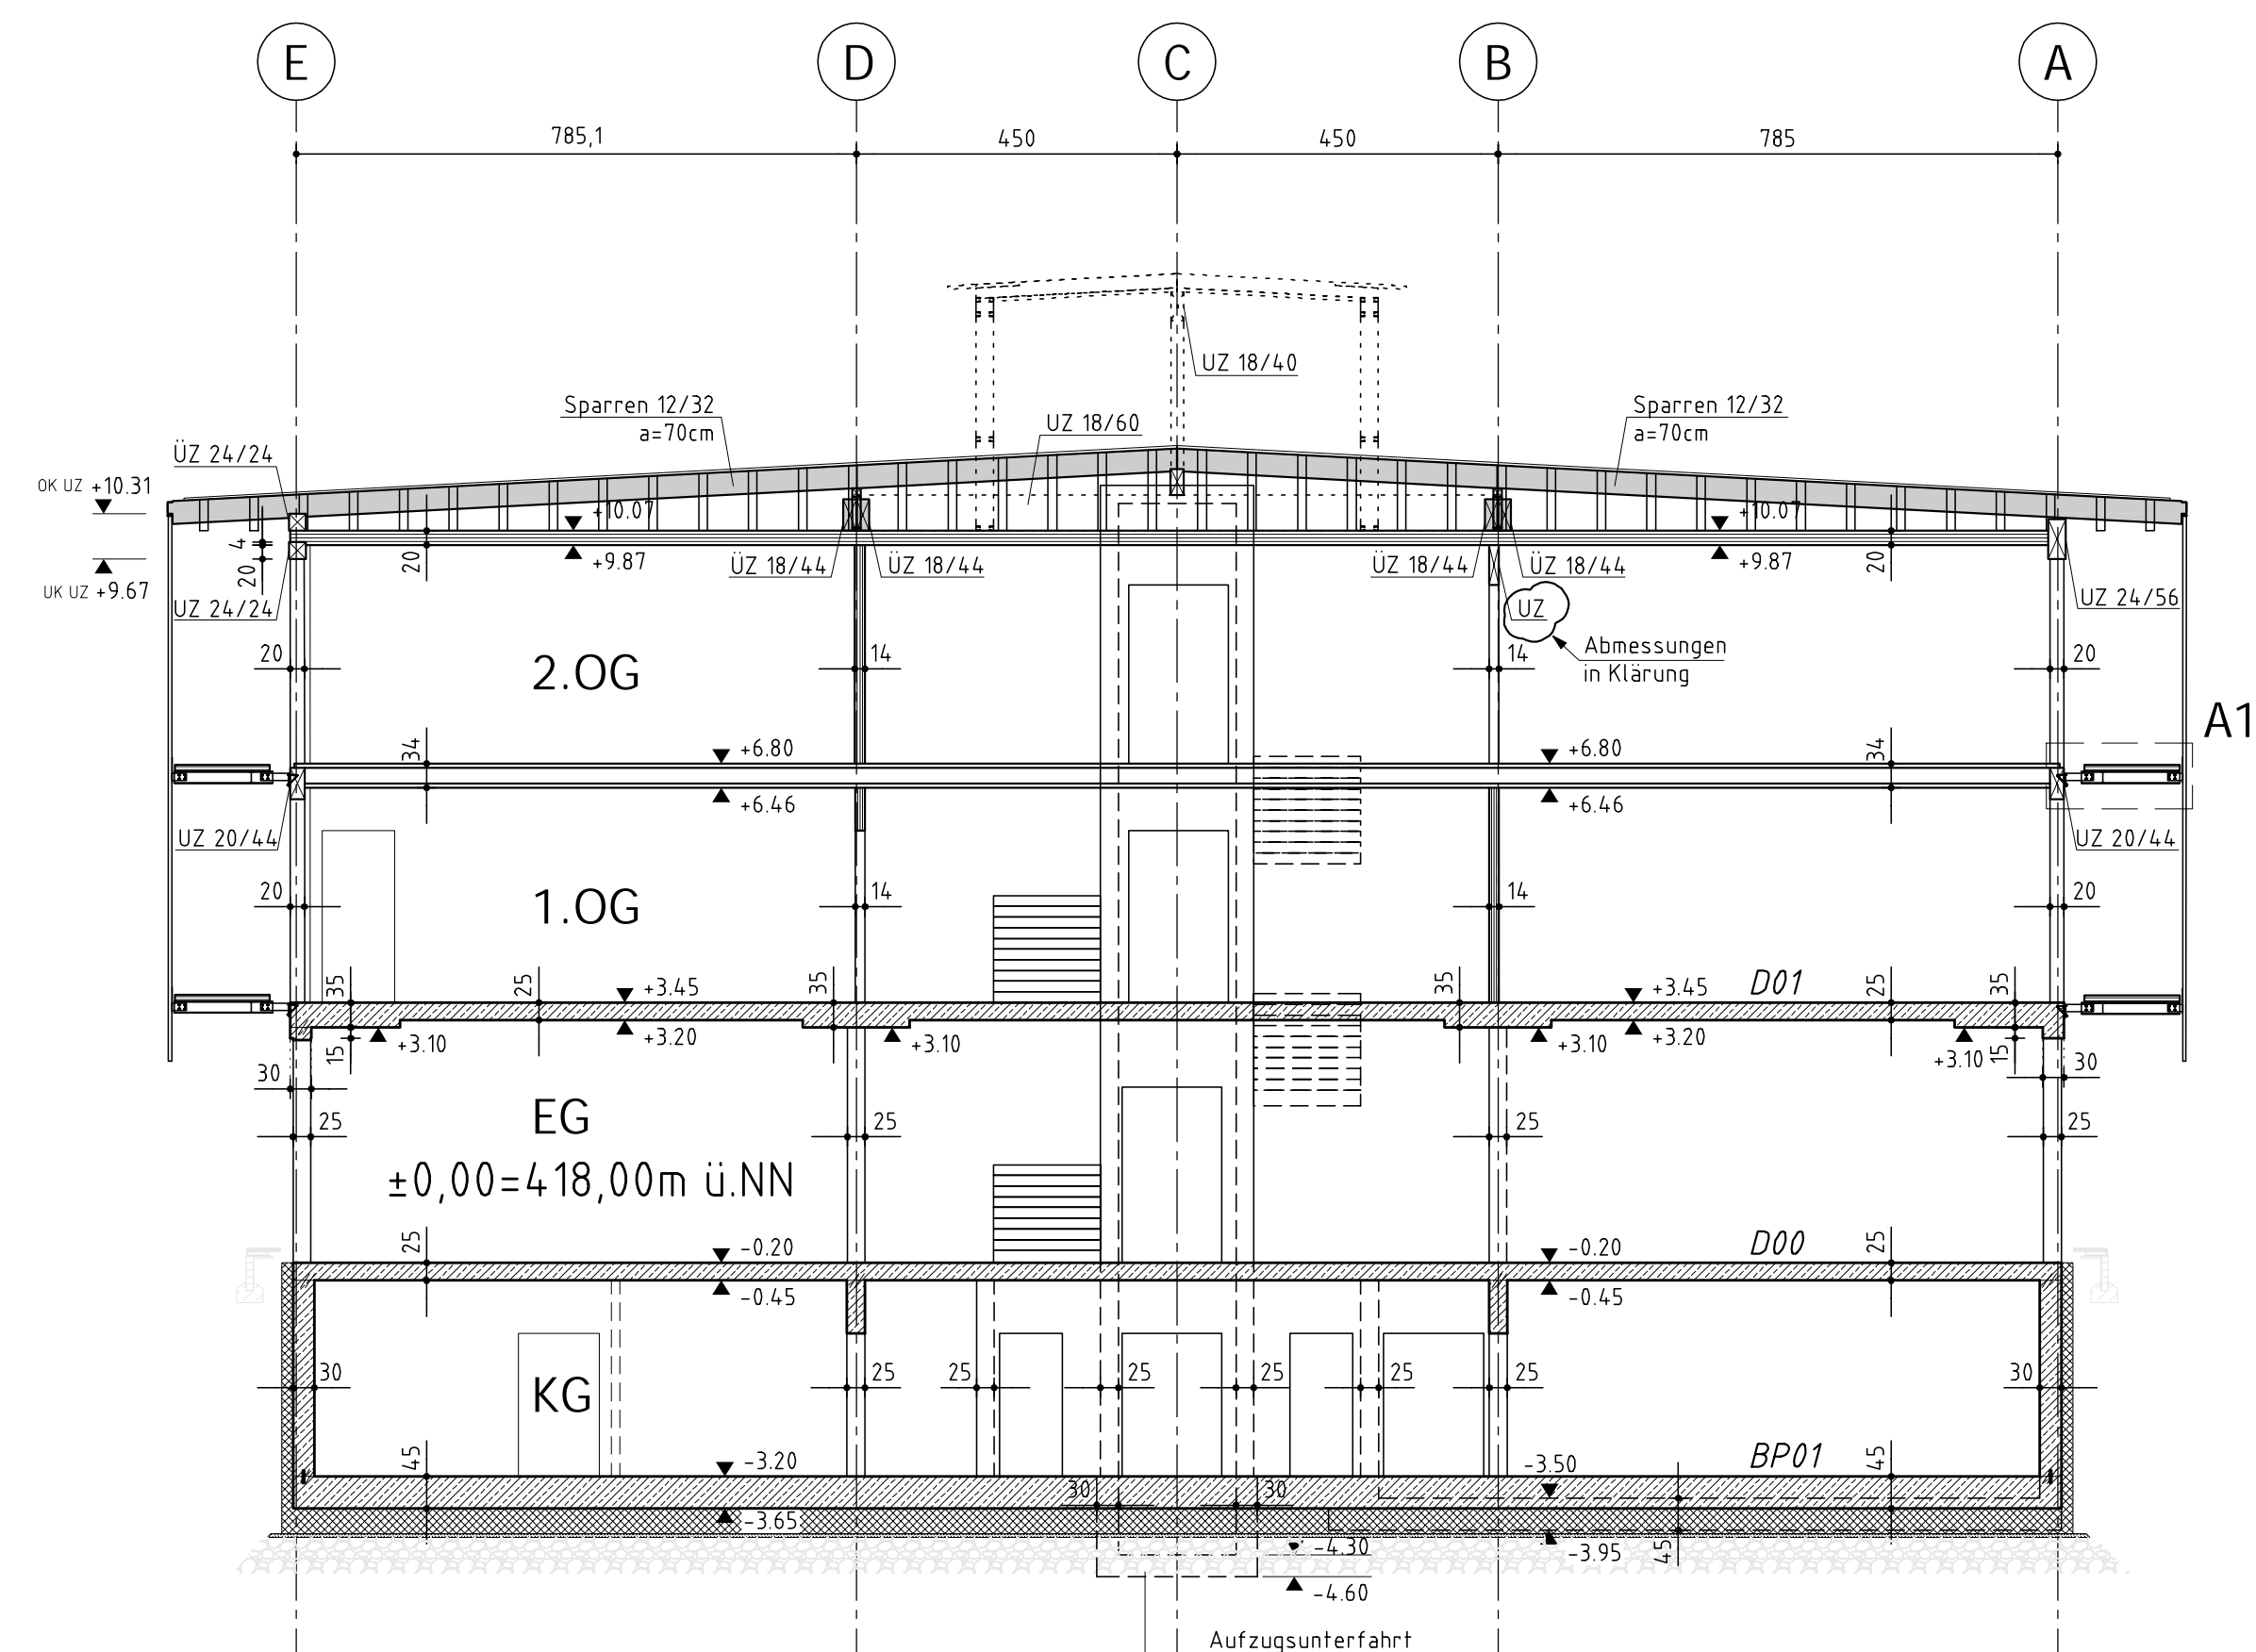 E D C B A
785,1 450 450 785
UZ 18/40
Sparren 12/32
a=70cm
UZ 18/60
Sparren 12/32
a=70cm
ÜZ 24/24
OK UZ +10.31
+10.07 +10.07
4
20
20
+9.87
ÜZ 18/44 ÜZ 18/44
ÜZ 18/44 ÜZ 18/44
+9.87
20
UK UZ +9.67
UZ 24/24
UZ
UZ 24/56
Abmessungen
in Klärung
20 2.OG 14 14 20
A1
34 +6.80 +6.80 34
+6.46 +6.46
UZ 20/44 UZ 20/44
20 1.OG 14 14 20
35 25 +3.45 35 35 +3.45 D01 25 35
15 +3.10 +3.20 +3.10 +3.10 +3.20 +3.10 15
30 30
25 EG 25 25 25
±0,00=418,00m ü.NN
25 -0.20 -0.20 D00 25
-0.45 -0.45
30 KG 25 25 25 25 25 25 30
45 -3.20 -3.50 BP01 45
30 30
-3.65 -4.30 -3.95 45
-4.60
Aufzugsunterfahrt